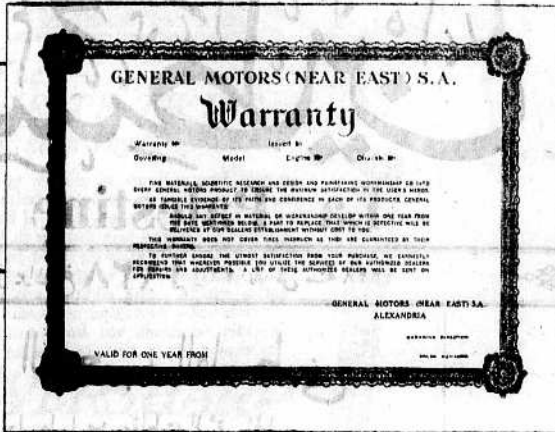 GENERAL MOTORS (NEAR EAST) S.A.
Warranty
Warranty Nº Issued to
Covering Model Engine Nº Chassis Nº
FINE MATERIALS, SCIENTIFIC RESEARCH AND DESIGN AND PAINSTAKING WORKMANSHIP GO INTO
EVERY GENERAL MOTORS PRODUCT TO ENSURE THE MAXIMUM SATISFACTION IN THE USER'S HANDS.
AS TANGIBLE EVIDENCE OF ITS FAITH AND CONFIDENCE IN EACH OF ITS PRODUCTS, GENERAL
MOTORS ISSUES THIS WARRANTY:
SHOULD ANY DEFECT IN MATERIAL OR WORKMANSHIP DEVELOP WITHIN ONE YEAR FROM
THE DATE MENTIONED BELOW, A PART TO REPLACE THAT WHICH IS DEFECTIVE WILL BE
DELIVERED AT OUR DEALERS ESTABLISHMENT WITHOUT COST TO YOU.
THIS WARRANTY DOES NOT COVER TIRES INASMUCH AS THEY ARE GUARANTEED BY THEIR
RESPECTIVE MAKERS.
TO FURTHER ENSURE THE UTMOST SATISFACTION FROM YOUR PURCHASE, WE EARNESTLY
RECOMMEND THAT WHEREVER POSSIBLE YOU UTILIZE THE SERVICES OF OUR AUTHORIZED DEALERS
FOR REPAIRS AND ADJUSTMENTS. A LIST OF THESE AUTHORIZED DEALERS WILL BE SENT ON
APPLICATION.
GENERAL MOTORS (NEAR EAST) S.A.
ALEXANDRIA
MANAGING DIRECTOR
VALID FOR ONE YEAR FROM